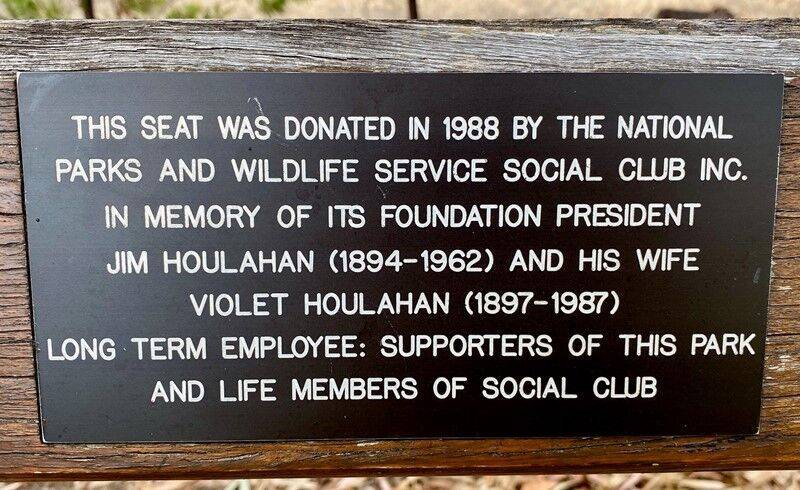 THIS SEAT WAS DONATED IN 1988 BY THE NATIONAL
PARKS AND WILDLIFE SERVICE SOCIAL CLUB INC.
IN MEMORY OF ITS FOUNDATION PRESIDENT
JIM HOULAHAN (1894-1962) AND HIS WIFE
VIOLET HOULAHAN (1897-1987)
LONG TERM EMPLOYEE: SUPPORTERS OF THIS PARK
AND LIFE MEMBERS OF SOCIAL CLUB